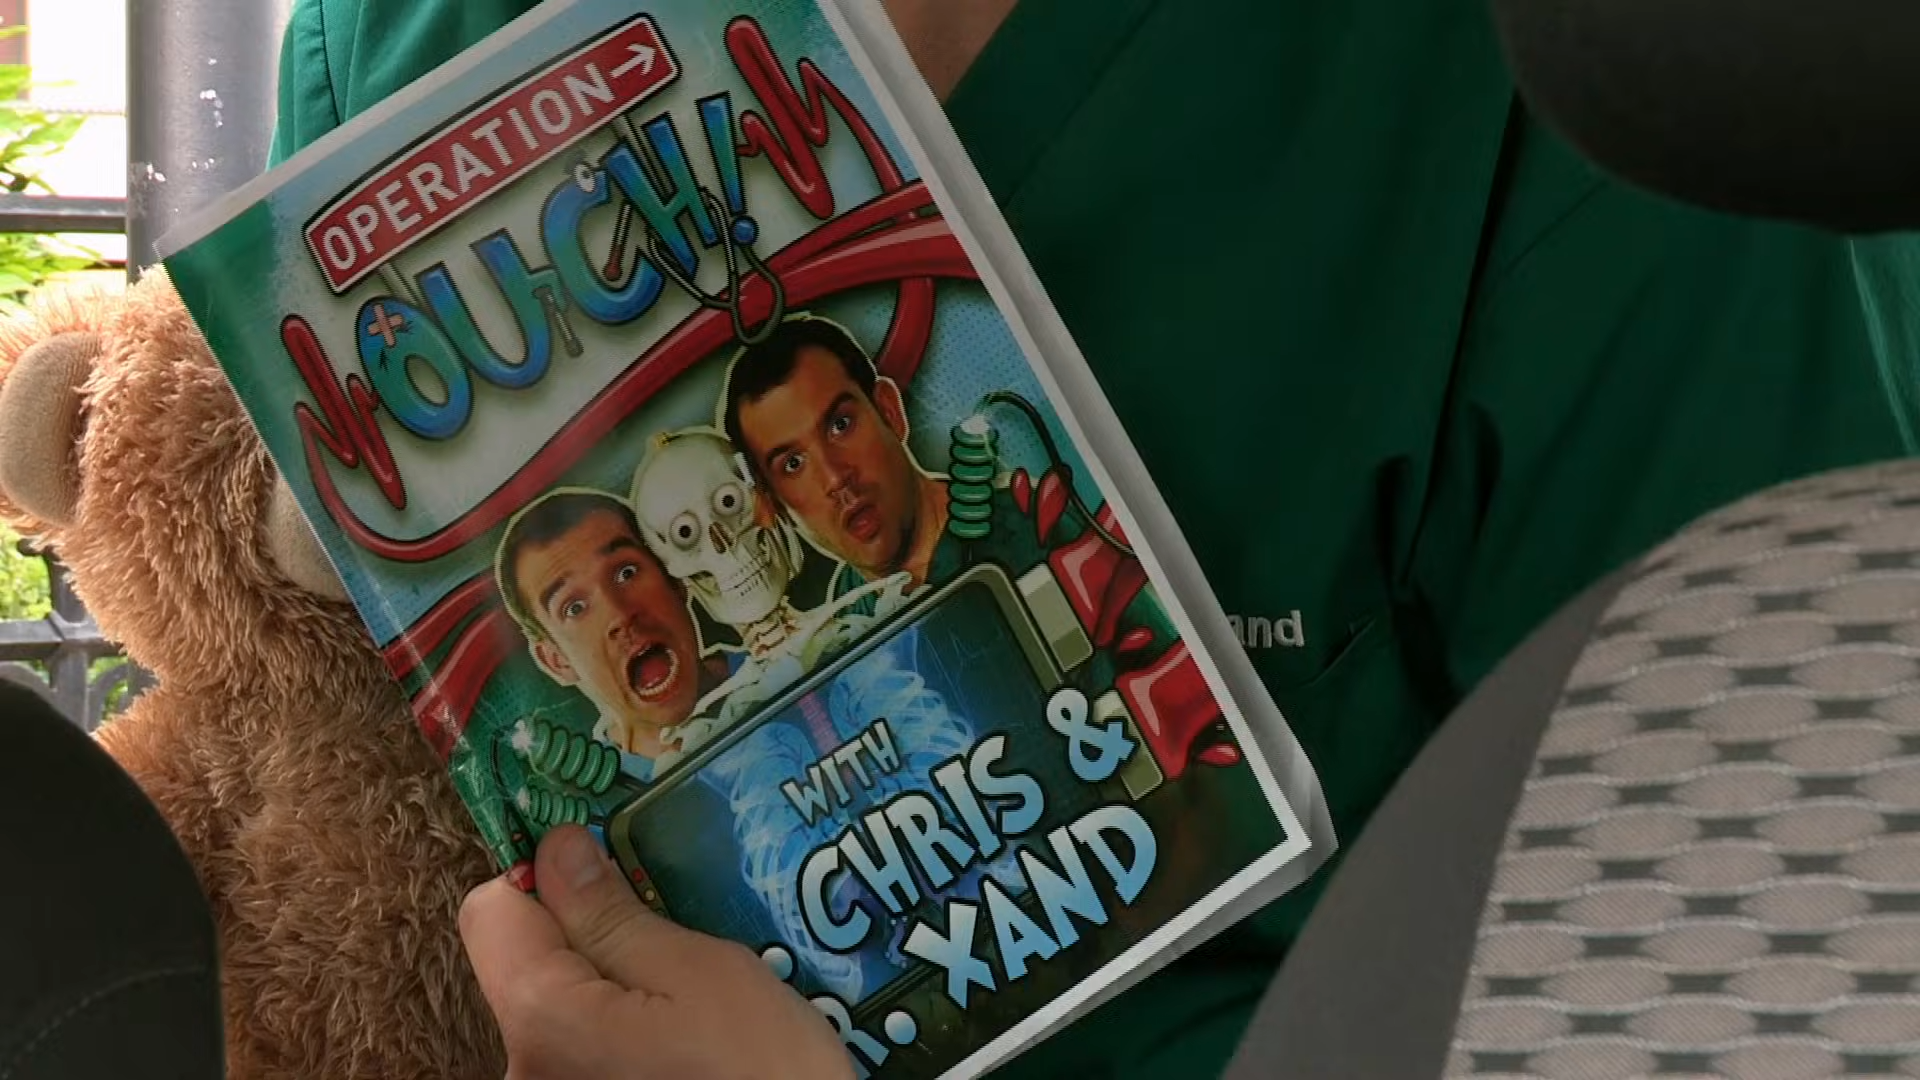 OPERATION
OUCH!
WITH
CHRIS &
R. XAND
and